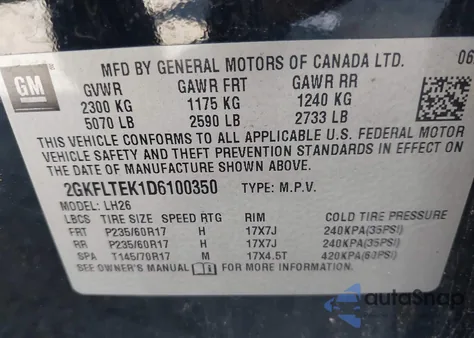 MFD BY GENERAL MOTORS OF CANADA LTD. 06
GM
GVWR GAWR FRT GAWR RR
2300 KG 1175 KG 1240 KG
5070 LB 2590 LB 2733 LB
THIS VEHICLE CONFORMS TO ALL U.S. FEDERAL MOTOR
VEHICLE SAFETY AND THEFT PREVENTION STANDARDS IN EFFECT ON
THE DATE OF MANUFACTURE SHOWN ABOVE.
2GKFLTEK1D6100350 TYPE: M.P.V.
MODEL: LH26
LBCS TIRE SIZE SPEED RTG RIM COLD TIRE PRESSURE
FRT P235/60R17 H 17X7J 240KPA(35PSI)
RR P235/60R17 H 17X7J 240KPA(35PSI)
SPA T145/70R17 M 17X4.5T 420KPA(60PSI)
SEE OWNER'S MANUAL FOR MORE INFORMATION.
autoSnap